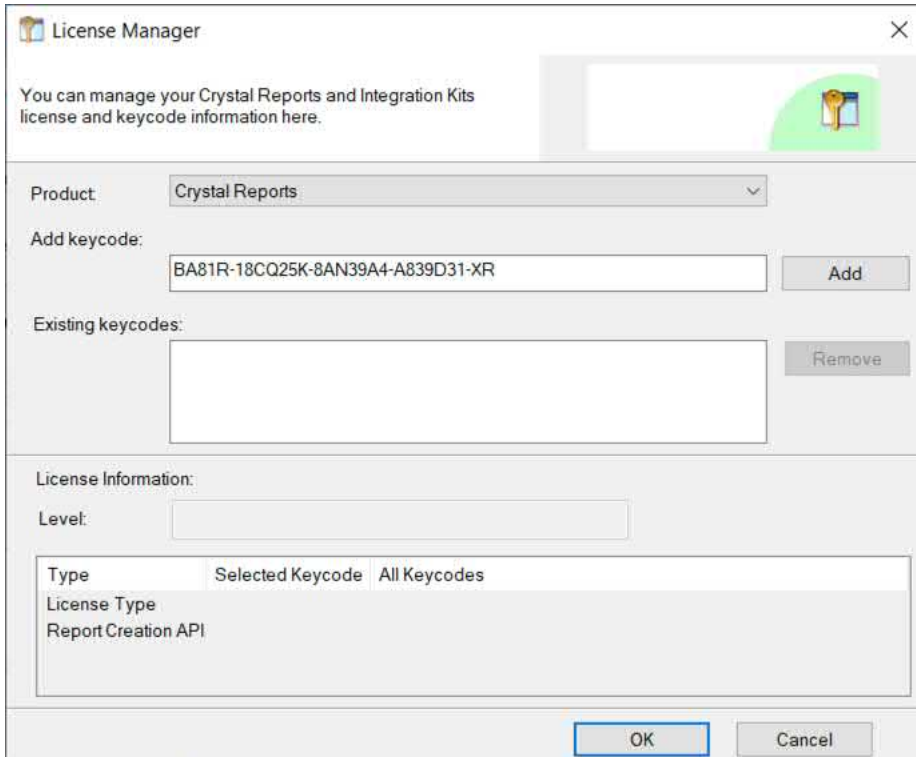 License Manager
You can manage your Crystal Reports and Integration Kits
license and keycode information here.
Product:
Crystal Reports
Add keycode:
BA81R-18CQ25K-8AN39A4-A839D31-XR
Add
Existing keycodes:
Remove
License Information:
Level:
Type Selected Keycode All Keycodes
License Type
Report Creation API
OK Cancel